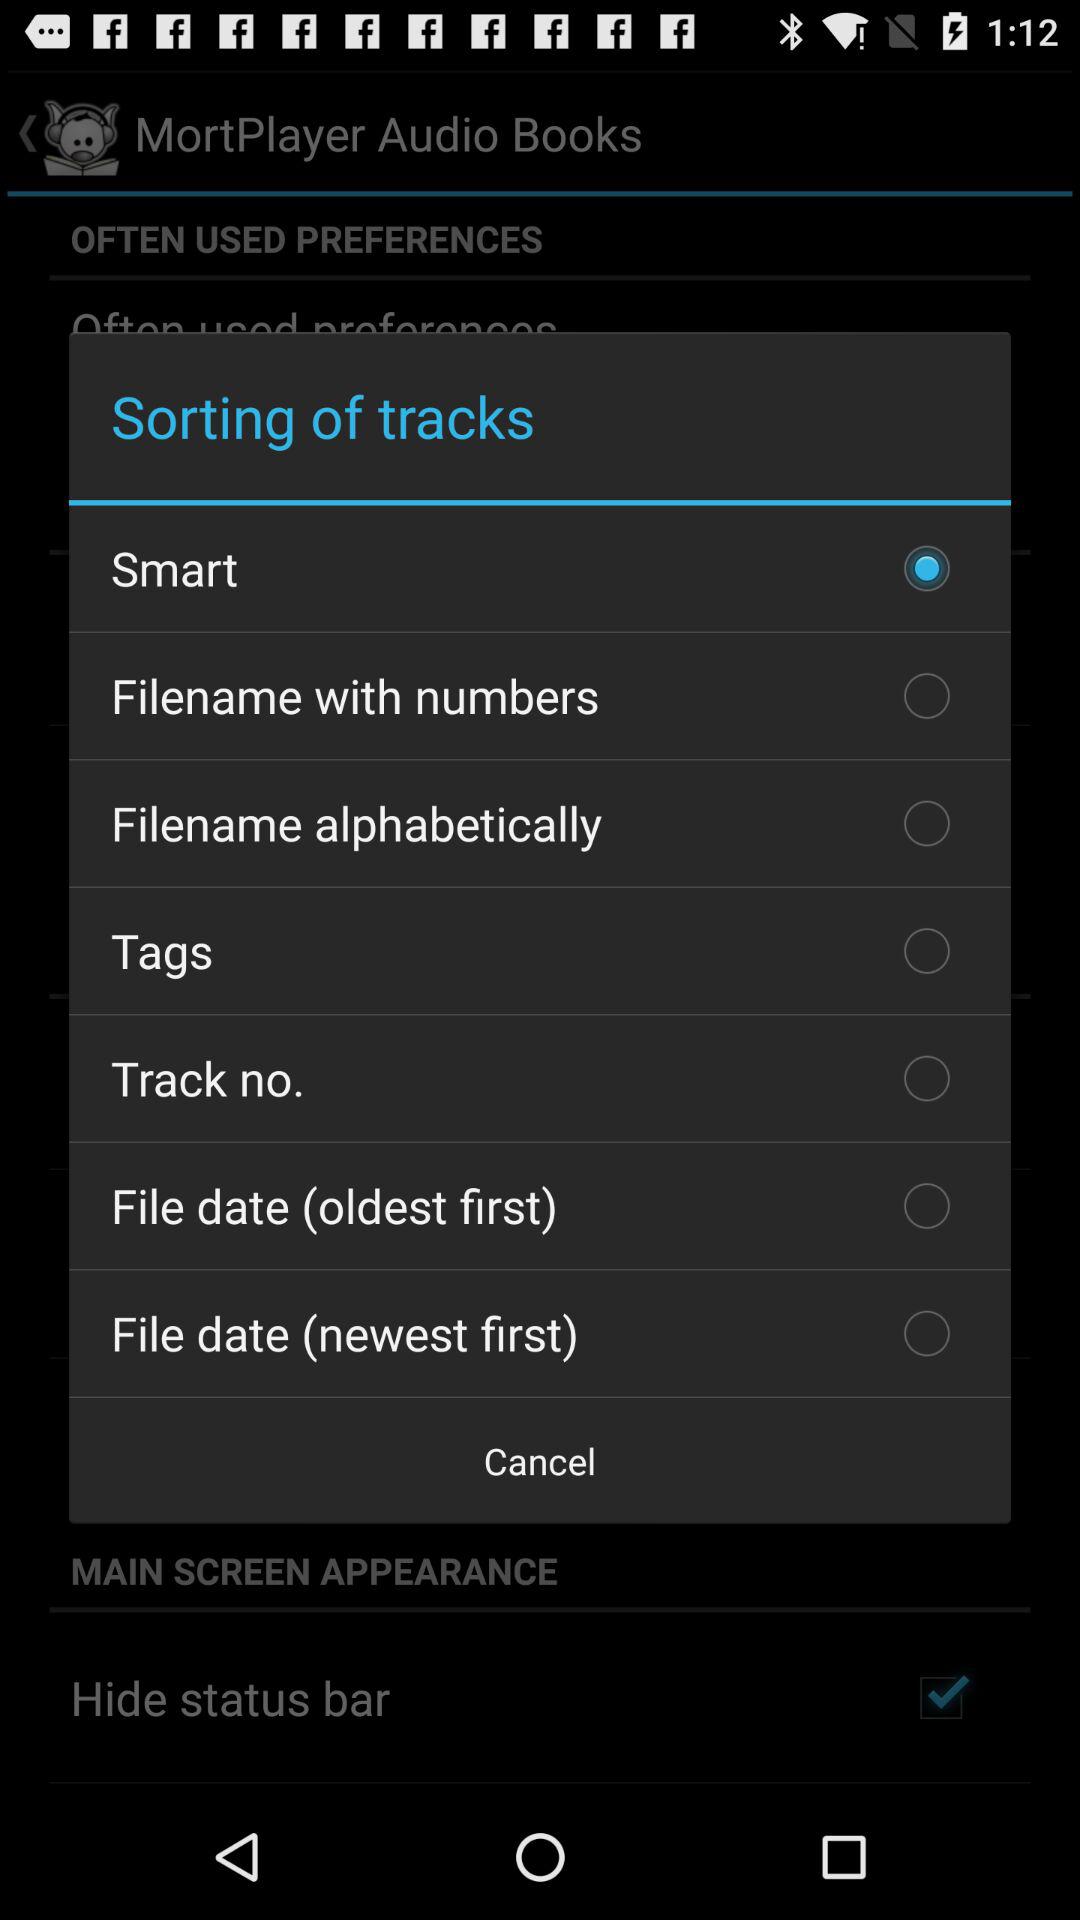 1:12
MortPlayer Audio Books
OFTEN USED PREFERENCES
Often used preferences
Sorting of tracks
Smart
Filename with numbers
Filename alphabetically
Tags
Track no.
File date (oldest first)
File date (newest first)
Cancel
MAIN SCREEN APPEARANCE
Hide status bar